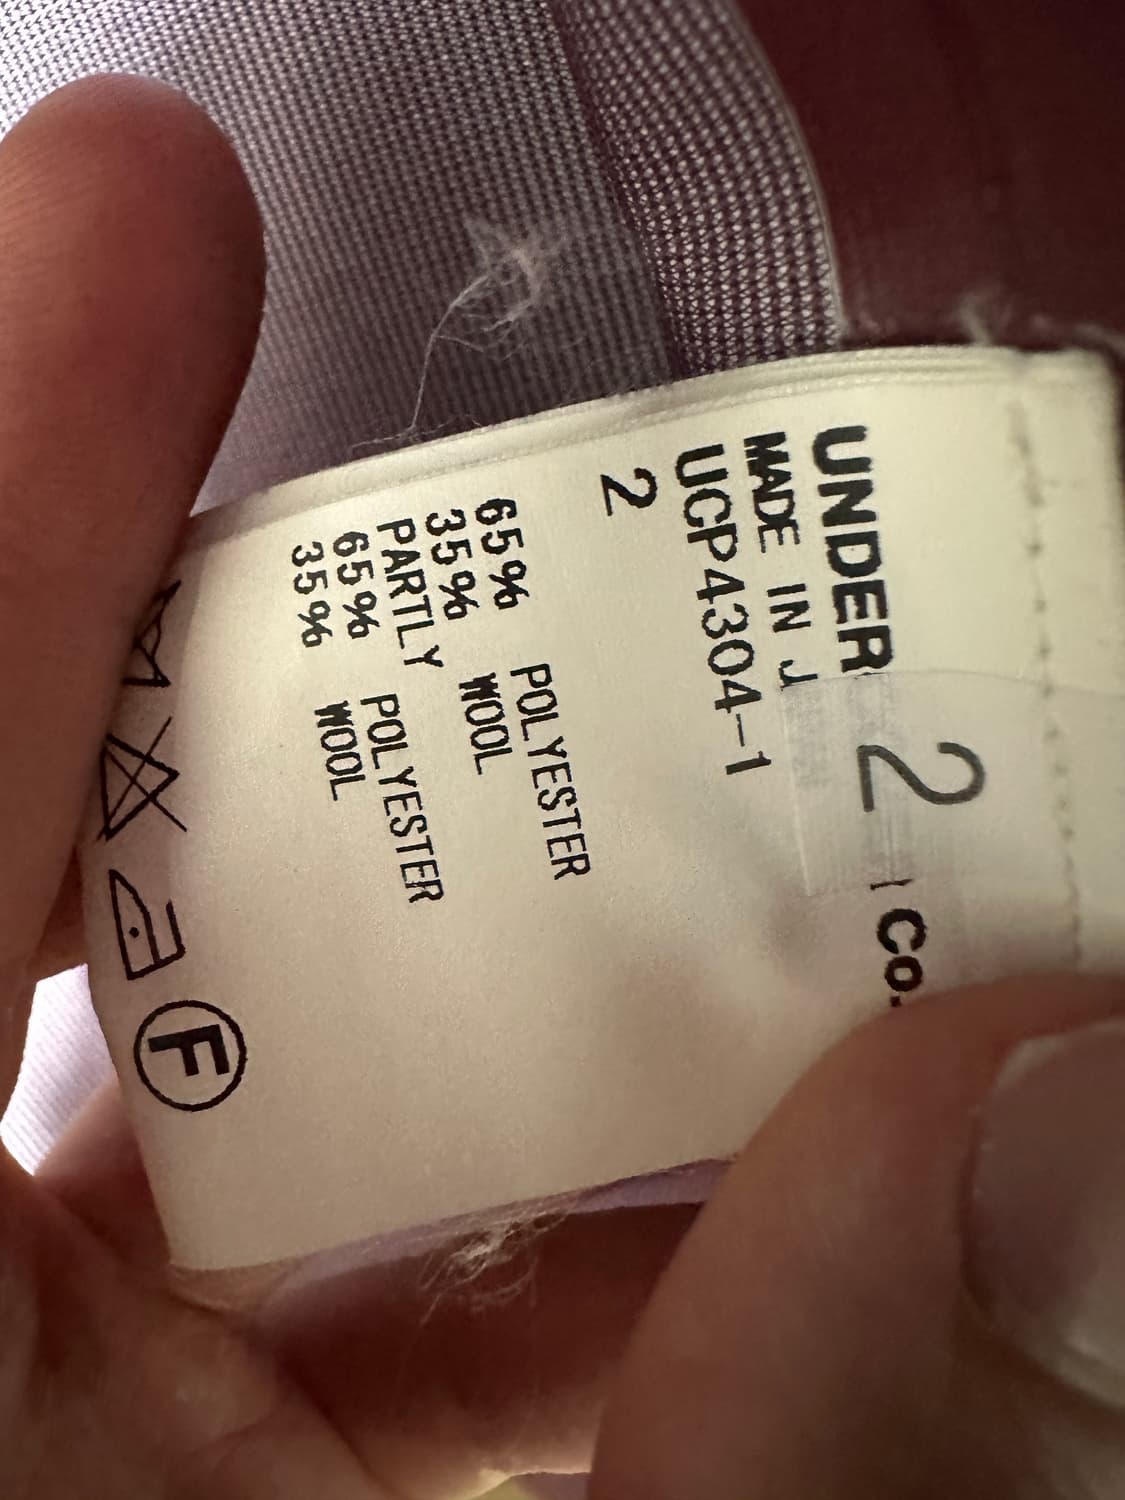 UNDER
2
Co.
MADE IN J
UCP4304-1
2
65% POLYESTER
35% WOOL
PARTLY
65% POLYESTER
35% WOOL
F